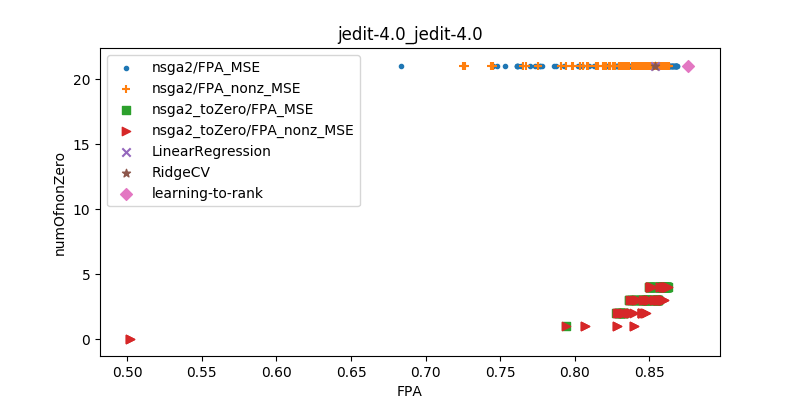 jedit-4.0_jedit-4.0
nsga2/FPA_MSE
nsga2/FPA_nonz_MSE
nsga2_toZero/FPA_MSE
nsga2_toZero/FPA_nonz_MSE
LinearRegression
RidgeCV
learning-to-rank
numOfnonZero
20
15
10
5
0
0.50 0.55 0.60 0.65 0.70 0.75 0.80 0.85
FPA